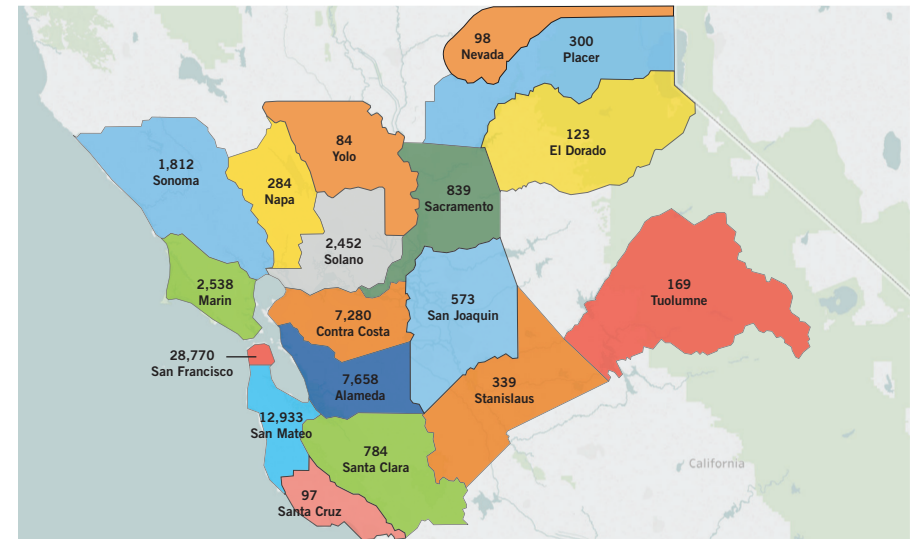 98
Nevada
300
Placer
123
El Dorado
84
Yolo
1,812
Sonoma
284
Napa
839
Sacramento
2,452
Solano
2,538
Marin
169
Tuolumne
573
San Joaquin
7,280
Contra Costa
28,770
San Francisco
7,658
Alameda
339
Stanislaus
12,933
San Mateo
784
Santa Clara
California
97
Santa Cruz